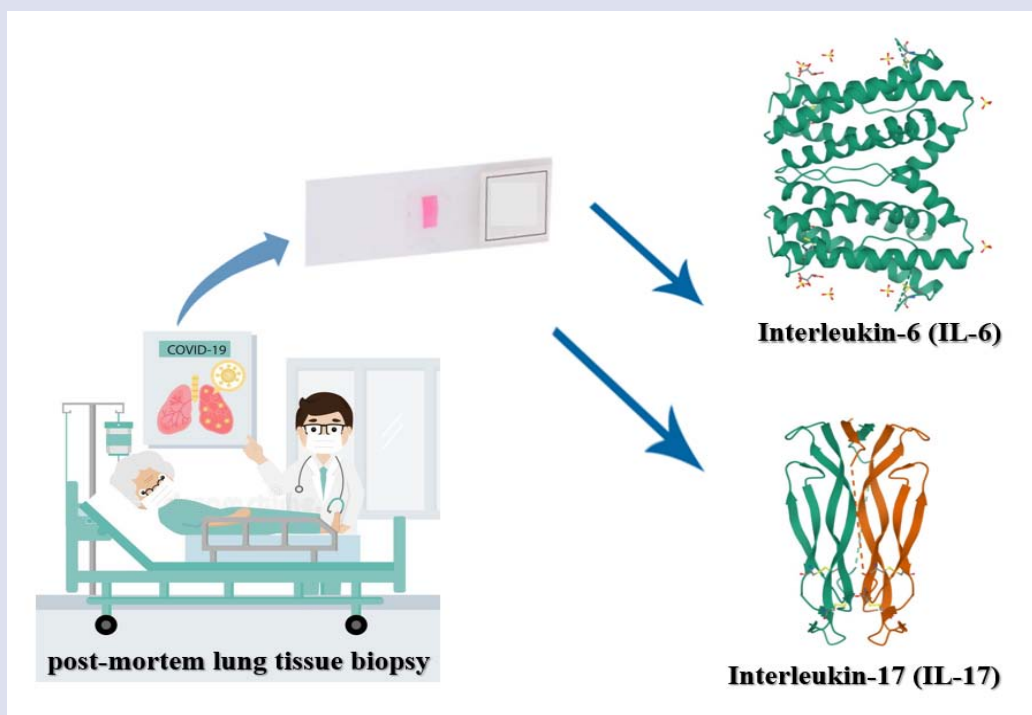 COVID-19
post-mortem lung tissue biopsy
Interleukin-6 (IL-6)
Interleukin-17 (IL-17)